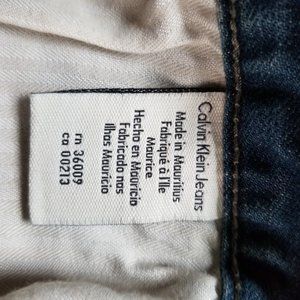 Calvin Klein Jeans
Made in Mauritius
Fabriqué à l'Ile
Maurice
Hecho en Mauricio
Fabricado nas
Ilhas Mauricio
rn 36009
ca 00213